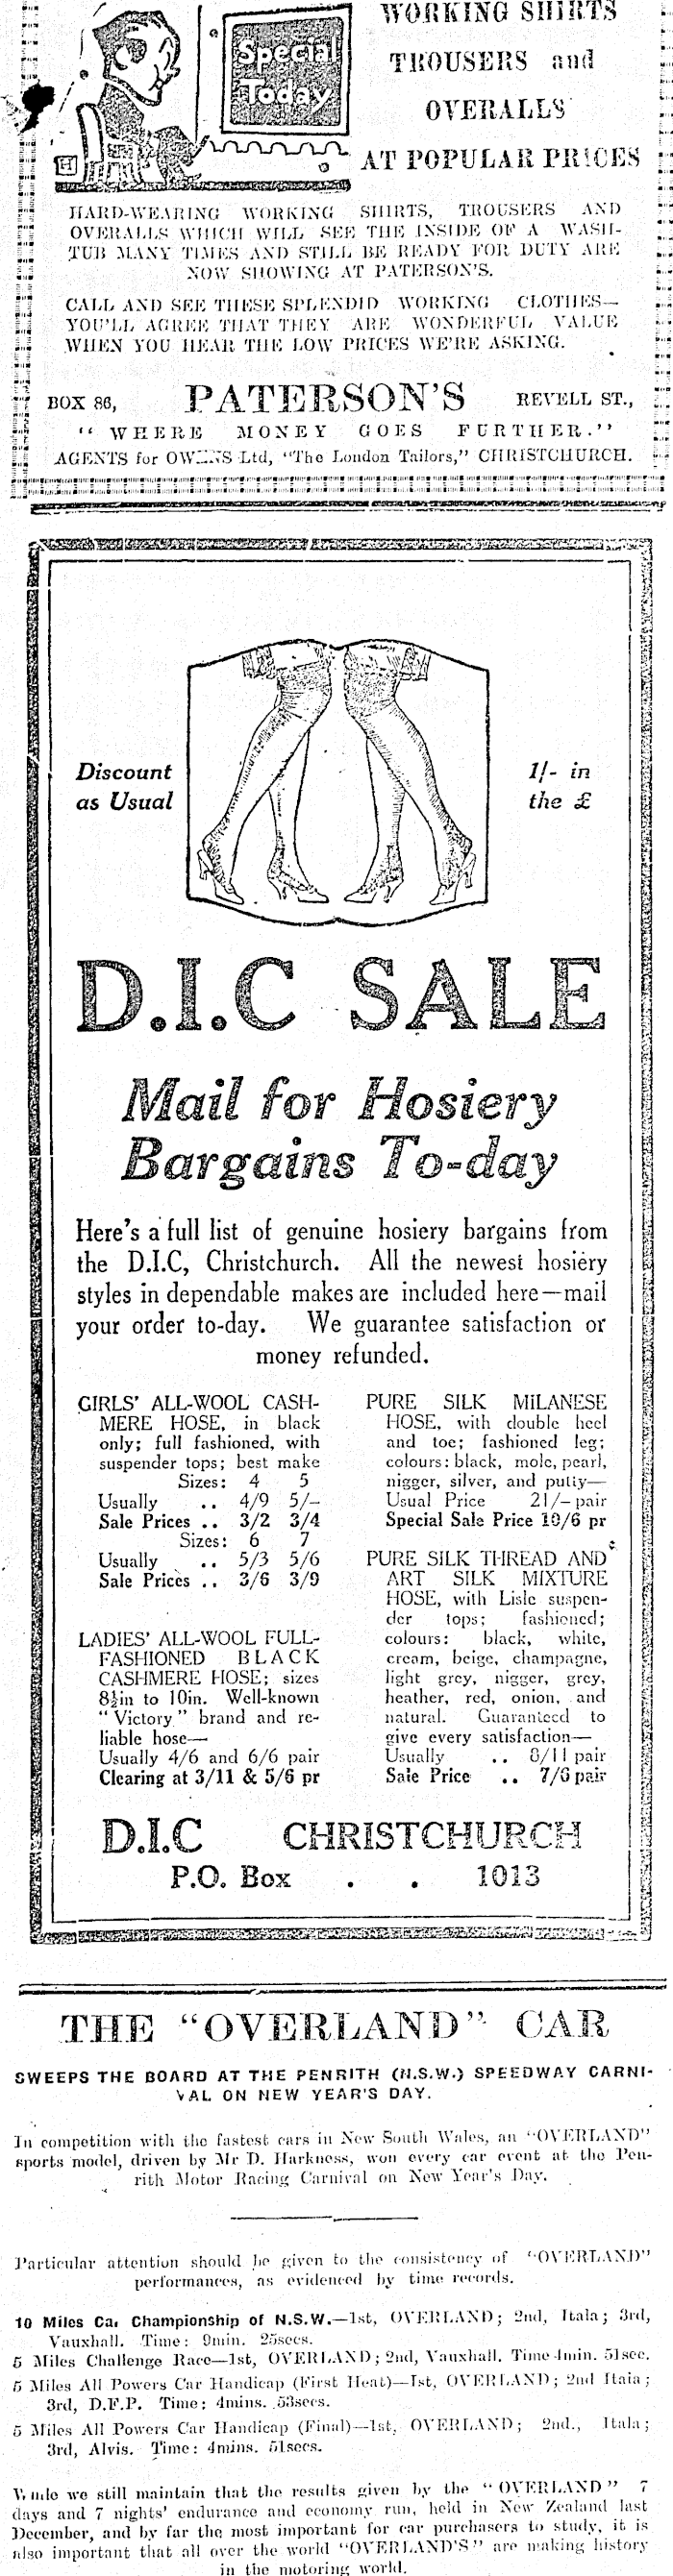 Special
Today
WORKING SHIRTS
TROUSERS and
OVERALLS
AT POPULAR PRICES
HARD-WEARING WORKING SHIRTS, TROUSERS AND
OVERALLS WHICH WILL SEE THE INSIDE OF A WASH-
TUB MANY TIMES AND STILL BE READY FOR DUTY ARE
NOW SHOWING AT PATERSON'S.
CALL AND SEE THESE SPLENDID WORKING CLOTHES—
YOU'LL AGREE THAT THEY ARE WONDERFUL VALUE
WHEN YOU HEAR THE LOW PRICES WE'RE ASKING.
BOX 86, PATERSON'S REVELL ST.,
"WHERE MONEY GOES FURTHER."
AGENTS for Ltd, "The London Tailors," CHRISTCHURCH.
Discount
as Usual
1/- in
the £
D.I.C SALE
Mail for Hosiery
Bargains To-day
Here's a full list of genuine hosiery bargains from
the D.I.C, Christchurch. All the newest hosiery
styles in dependable makes are included here—mail
your order to-day. We guarantee satisfaction or
money refunded.
GIRLS' ALL-WOOL CASH-
MERE HOSE, in black
only; full fashioned, with
suspender tops; best make
Sizes: 4 5
Usually .. 4/9 5/-
Sale Prices .. 3/2 3/4
Sizes: 6 7
Usually .. 5/3 5/6
Sale Prices .. 3/6 3/9
LADIES' ALL-WOOL FULL-
FASHIONED BLACK
CASHMERE HOSE; sizes
8½in to 10in. Well-known
"Victory" brand and re-
liable hose—
Usually 4/6 and 6/6 pair
Clearing at 3/11 & 5/6 pr
PURE SILK MILANESE
HOSE, with double heel
and toe; fashioned leg;
colours: black, mole, pearl,
nigger, silver, and putty—
Usual Price 21/- pair
Special Sale Price 10/6 pr
PURE SILK THREAD AND
ART SILK MIXTURE
HOSE, with Lisle suspen-
der tops; fashioned;
colours: black, white,
cream, beige, champagne,
light grey, nigger, grey,
heather, red, onion, and
natural. Guaranteed to
give every satisfaction—
Usually .. 8/11 pair
Sale Price .. 7/6 pair
D.I.C CHRISTCHURCH
P.O. Box . . 1013
THE "OVERLAND" CAR
SWEEPS THE BOARD AT THE PENRITH (N.S.W.) SPEEDWAY CARNI-
VAL ON NEW YEAR'S DAY.
In competition with the fastest cars in New South Wales, an "OVERLAND"
sports model, driven by Mr D. Harkness, won every car event at the Pen-
rith Motor Racing Carnival on New Year's Day.
Particular attention should be given to the consistency of "OVERLAND"
performances, as evidenced by time records.
10 Miles Car Championship of N.S.W.—1st, OVERLAND; 2nd, Itala; 3rd,
Vauxhall. Time: 9min. 25secs.
5 Miles Challenge Race—1st, OVERLAND; 2nd, Vauxhall. Time 4min. 51sec.
5 Miles All Powers Car Handicap (First Heat)—1st, OVERLAND; 2nd Itala;
3rd, D.F.P. Time: 4mins. 53secs.
5 Miles All Powers Car Handicap (Final)—1st, OVERLAND; 2nd., Itala;
3rd, Alvis. Time: 4mins. 51secs.
While we still maintain that the results given by the "OVERLAND" 7
days and 7 nights' endurance and economy run, held in New Zealand last
December, and by far the most important for car purchasers to study, it is
also important that all over the world "OVERLAND'S" are making history
in the motoring world.